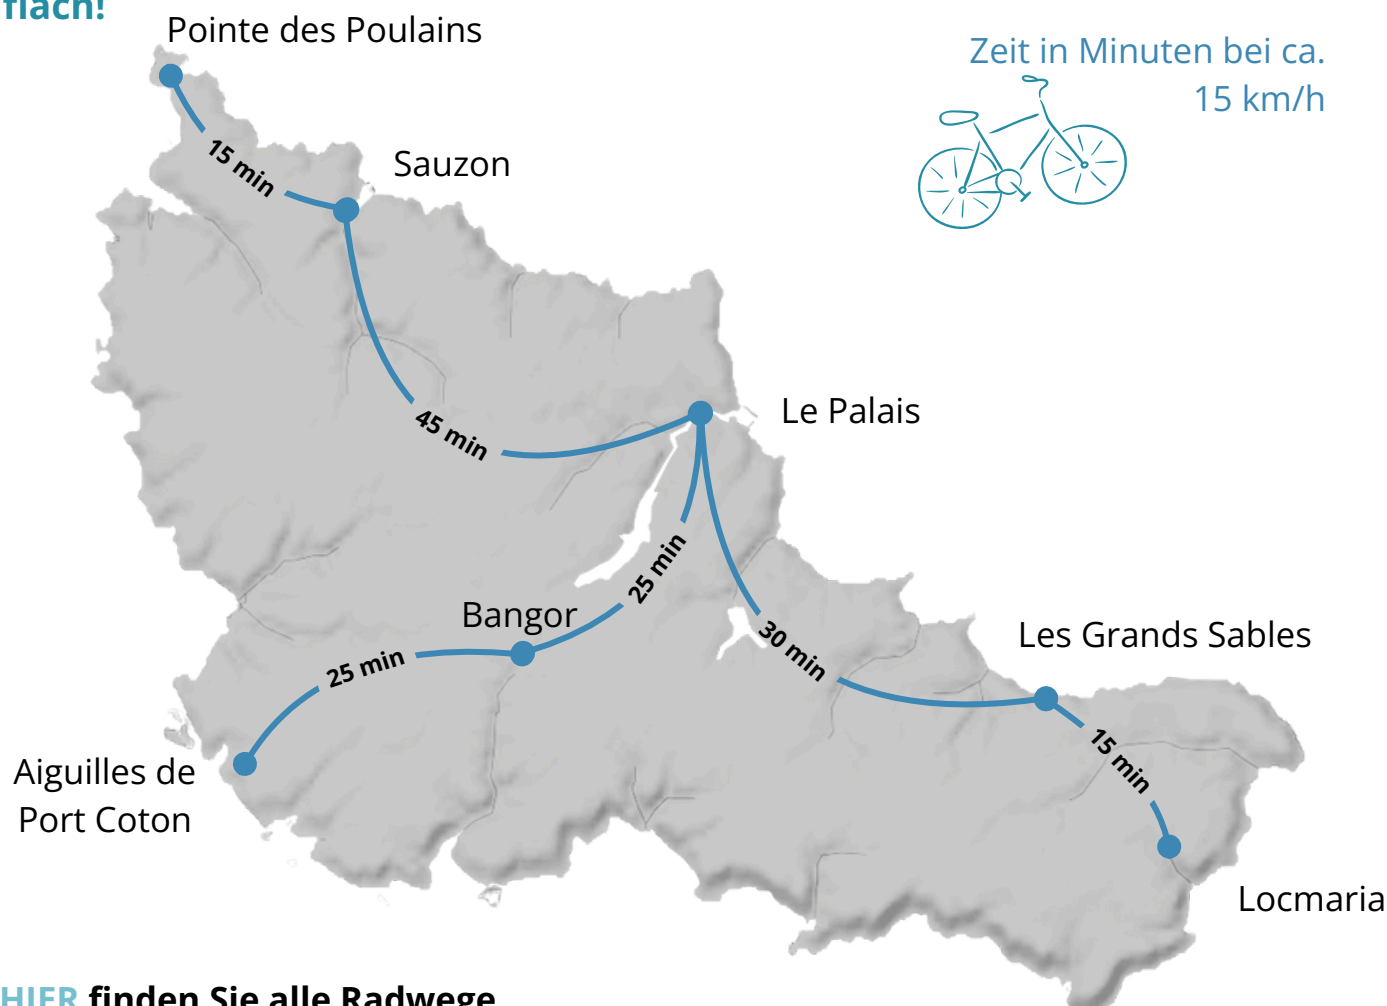 flach!
Pointe des Poulains
Zeit in Minuten bei ca.
15 km/h
15 min
Sauzon
45 min
Le Palais
25 min
Bangor
30 min
Les Grands Sables
25 min
15 min
Aiguilles de
Port Coton
Locmaria
HIER finden Sie alle Radwege